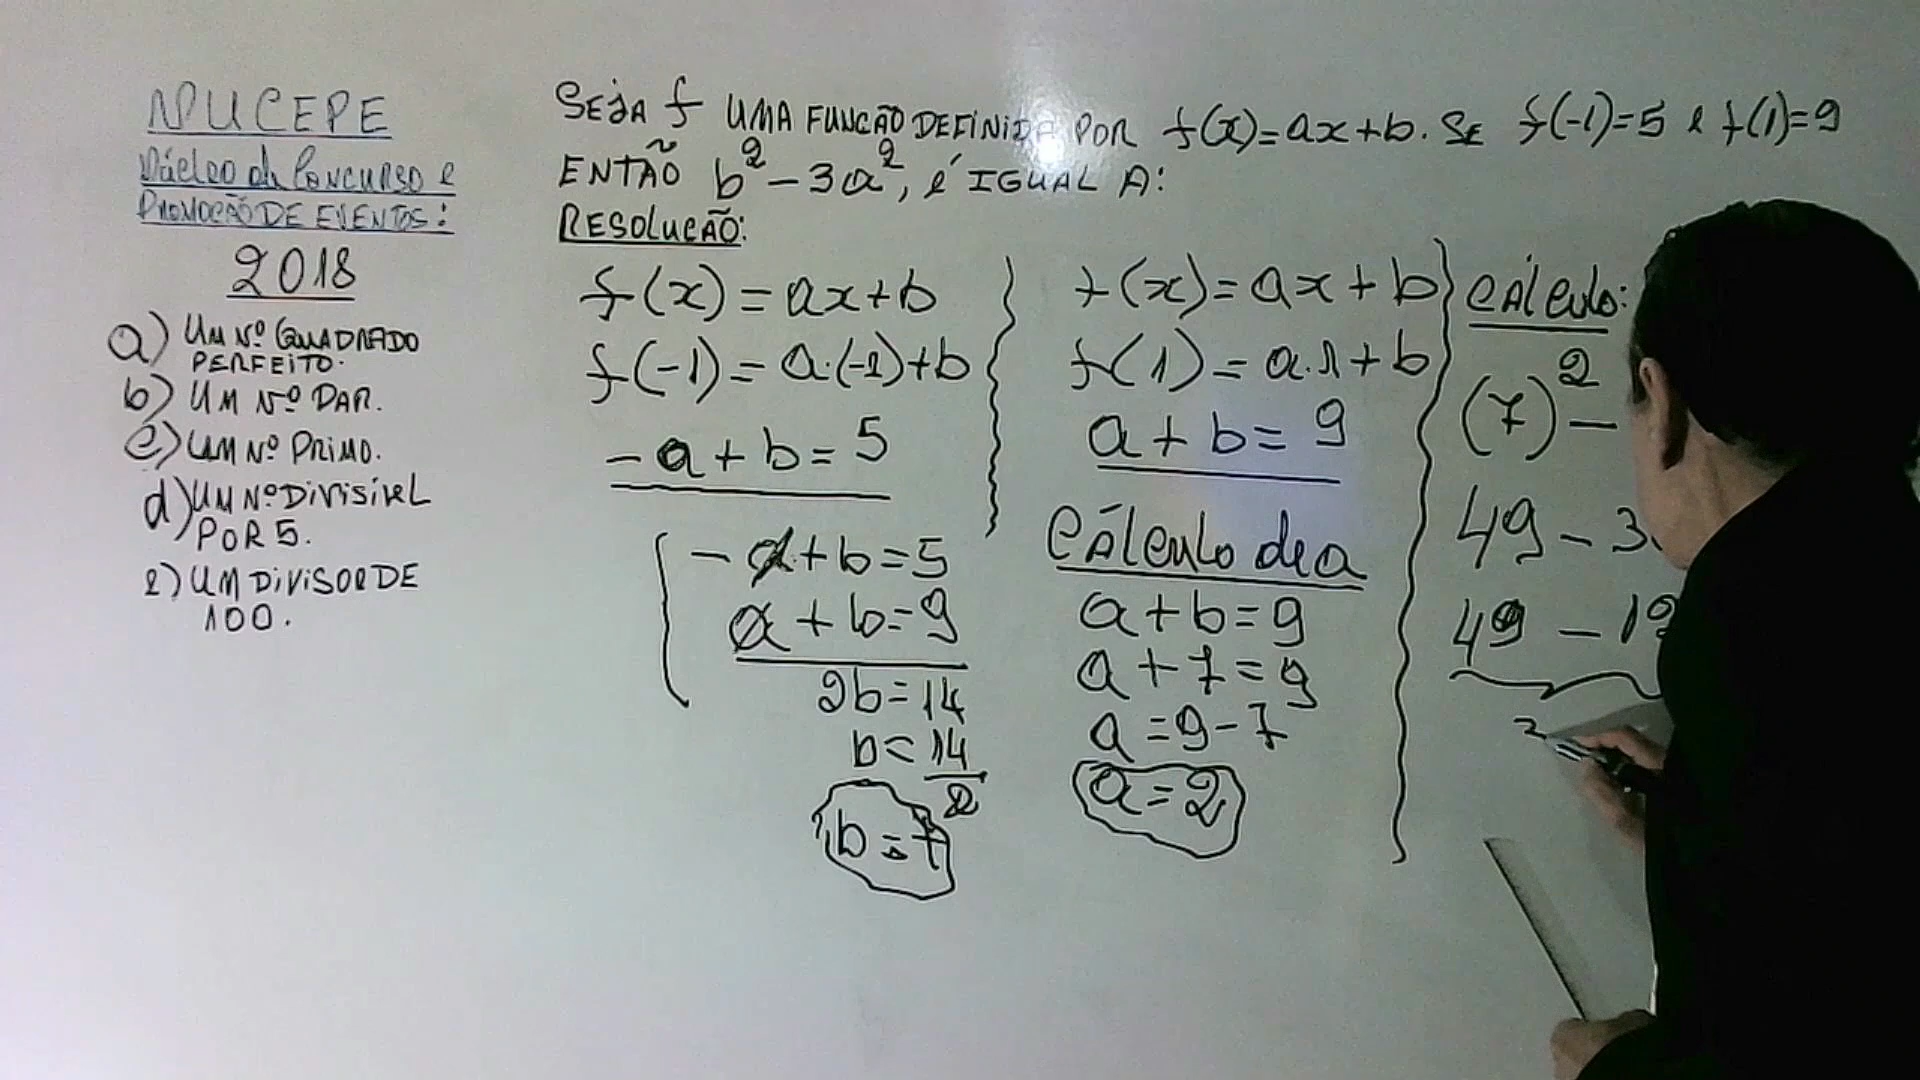 NUCEPE
Núcleo de Concurso e
PROMOÇÃO DE EVENTOS:
2018
a) UM Nº QUADRADO
PERFEITO.
b) UM Nº PAR.
c) UM Nº PRIMO.
d) UM Nº DIVISÍVEL
POR 5.
e) UM DIVISOR DE
100.
SEJA f UMA FUNÇÃO DEFINIDA POR f(x)=ax+b. SE f(-1)=5 e f(1)=9
ENTÃO b²-3a², é IGUAL A:
RESOLUÇÃO:
f(x)=ax+b
f(-1)=a.(-1)+b
-a+b=5
-a+b=5
a+b=9
2b=14
b=14
2
b=7
f(x)=ax+b
f(1)=a.1+b
a+b=9
CÁLCULO de a
a+b=9
a+7=9
a=9-7
a=2
CÁLCULO:
(7)²-
49-3
49-12